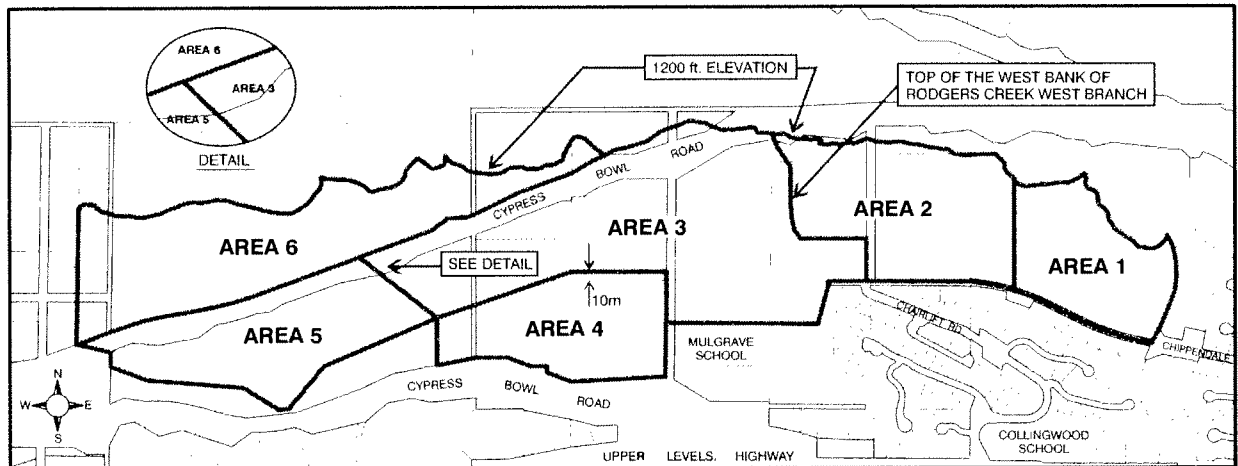 AREA 6
AREA 3
AREA 5
DETAIL
1200 ft. ELEVATION
TOP OF THE WEST BANK OF
RODGERS CREEK WEST BRANCH
CYPRESS BOWL ROAD
AREA 6
SEE DETAIL
AREA 3
10m
AREA 2
AREA 1
AREA 5
AREA 4
MULGRAVE
SCHOOL
CHAIRLIFT RD.
CHIPPENDALE
CYPRESS BOWL ROAD
COLLINGWOOD
SCHOOL
UPPER LEVELS HIGHWAY
N
W E
S